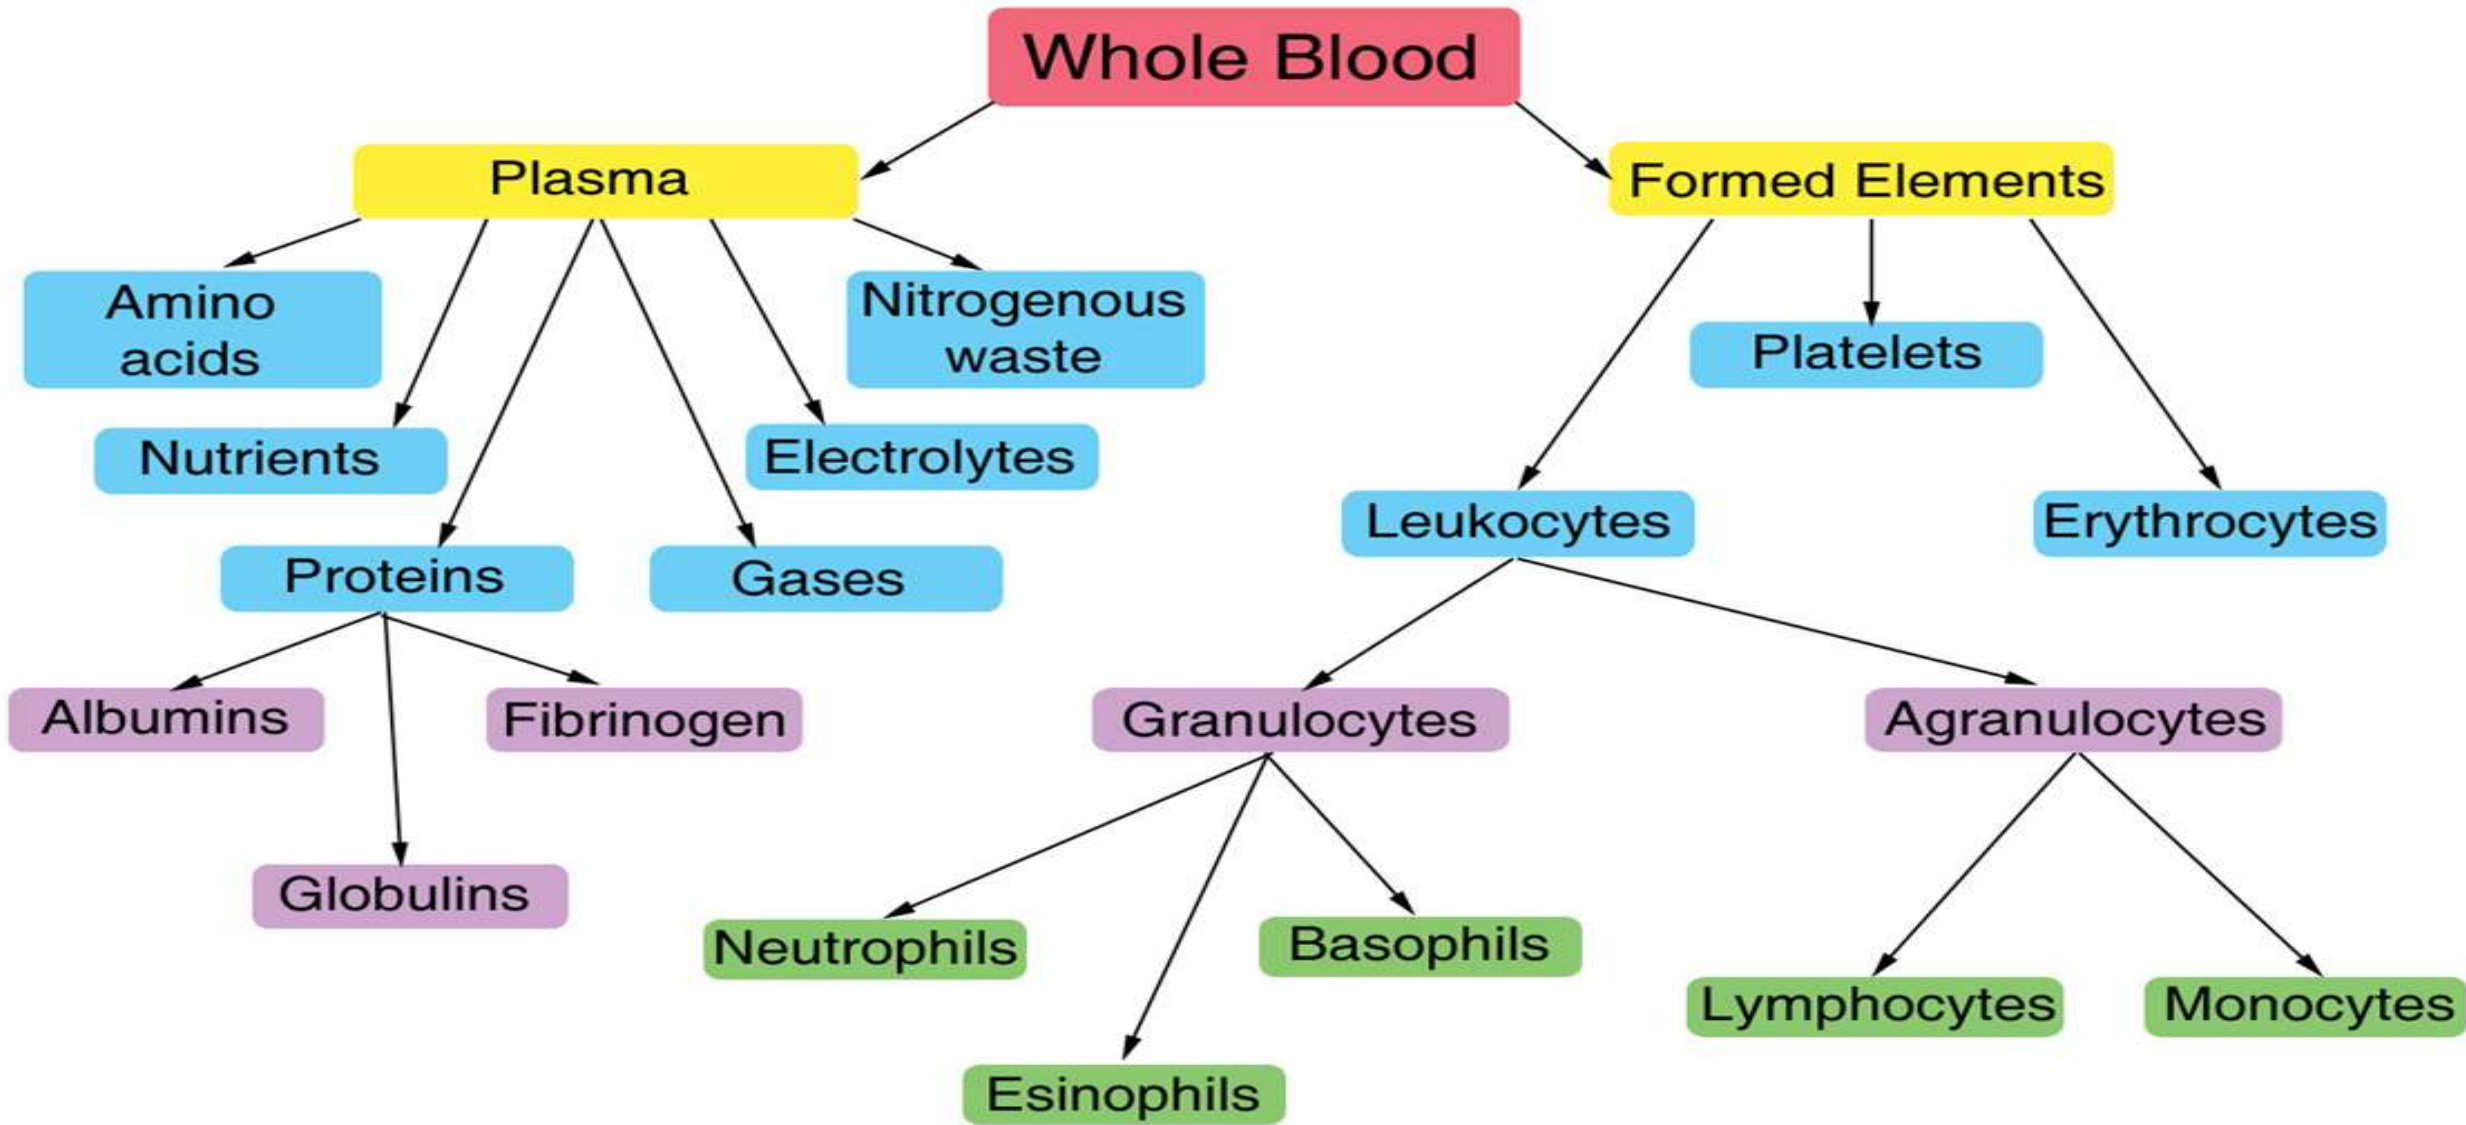 Whole Blood
Plasma
Formed Elements
Amino
acids
Nitrogenous
waste
Platelets
Nutrients
Electrolytes
Leukocytes
Erythrocytes
Proteins
Gases
Albumins
Fibrinogen
Granulocytes
Agranulocytes
Globulins
Neutrophils
Basophils
Lymphocytes
Monocytes
Esinophils